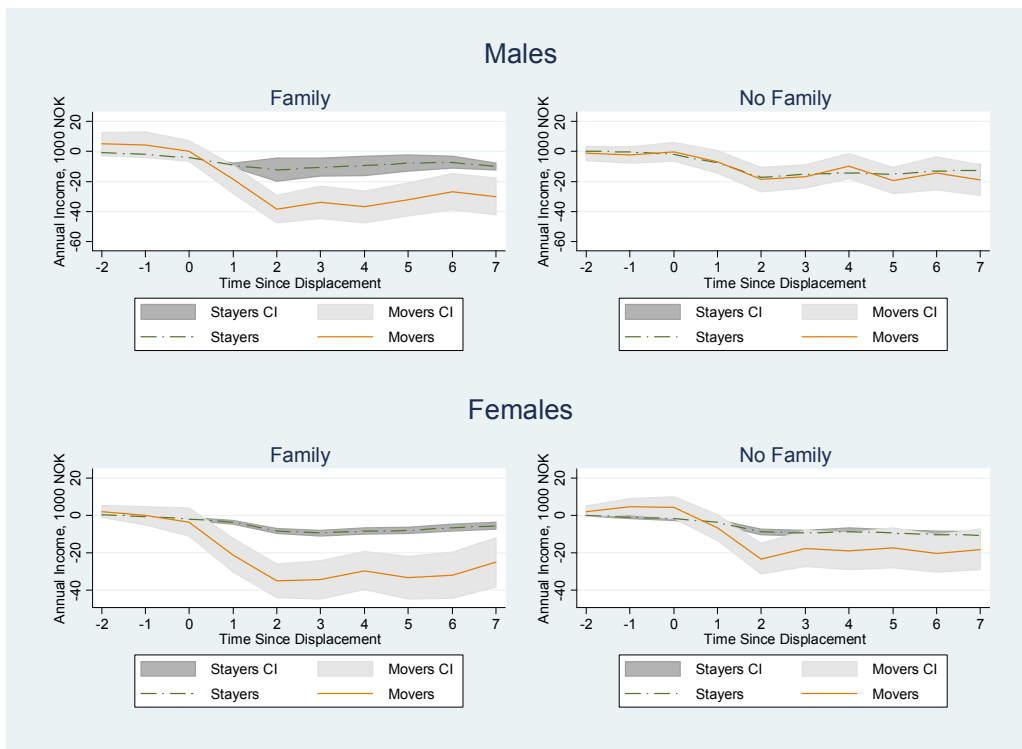 Males
Family
Annual Income, 1000 NOK
20
0
-20
-40
-60
-2 -1 0 1 2 3 4 5 6 7
Time Since Displacement
Stayers CI Movers CI
Stayers Movers
No Family
Annual Income, 1000 NOK
20
0
-20
-40
-60
-2 -1 0 1 2 3 4 5 6 7
Time Since Displacement
Stayers CI Movers CI
Stayers Movers
Females
Family
Annual Income, 1000 NOK
20
0
-20
-40
-2 -1 0 1 2 3 4 5 6 7
Time Since Displacement
Stayers CI Movers CI
Stayers Movers
No Family
Annual Income, 1000 NOK
20
0
-20
-40
-2 -1 0 1 2 3 4 5 6 7
Time Since Displacement
Stayers CI Movers CI
Stayers Movers